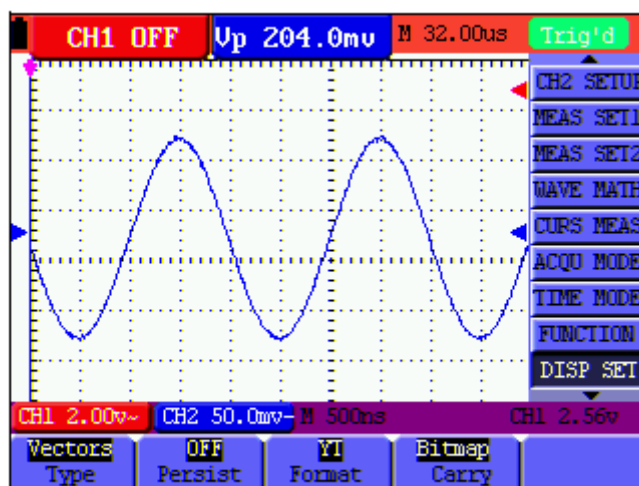 CH1 OFF Vp 204.0mv M 32.00us Trig'd
CH2 SETUP
MEAS SET1
MEAS SET2
WAVE MATH
CURS MEAS
ACQU MODE
TIME MODE
FUNCTION
DISP SET
CH1 2.00v~ CH2 50.0mv- M 500ns CH1 2.56v
Vectors OFF YT Bitmap
Type Persist Format Carry